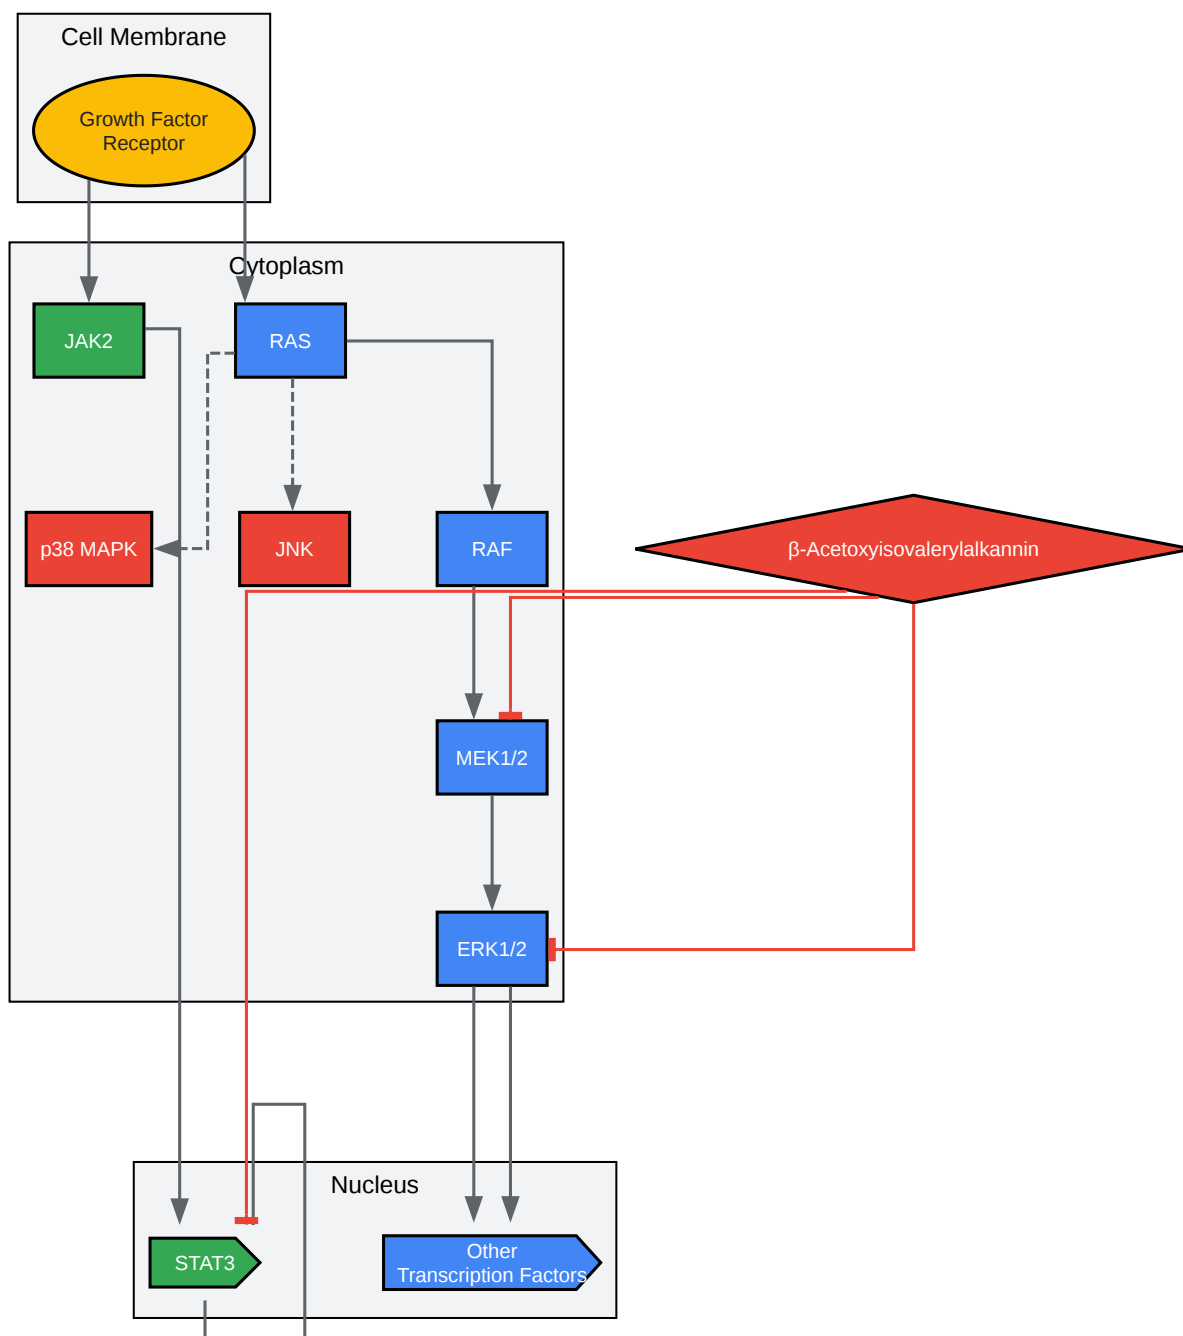 Cell Membrane
Growth Factor
Receptor
Cytoplasm
JAK2
RAS
p38 MAPK
JNK
RAF
β-Acetoxyisovalerylalkannin
MEK1/2
ERK1/2
Nucleus
STAT3
Other
Transcription Factors